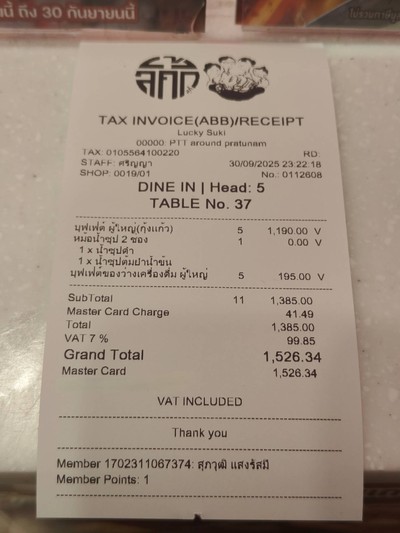 นี้ ถึง 30 กันยายนนี้
สุกี้
TAX INVOICE(ABB)/RECEIPT
Lucky Suki
00000: PTT around pratunam
TAX: 0105564100220 RD:
STAFF: ศริญญา 30/09/2025 23:22:18
SHOP: 0019/01 No.: 0112608
DINE IN | Head: 5
TABLE No. 37
บุฟเฟ่ต์ ผู้ใหญ่(กุ้งแก้ว) 5 1,190.00 V
หม้อน้ำซุป 2 ช่อง 1 0.00 V
1 x น้ำซุปดำ
1 x น้ำซุปต้มยำน้ำข้น
บุฟเฟ่ต์ของว่างเครื่องดื่ม ผู้ใหญ่ 5 195.00 V
SubTotal 11 1,385.00
Master Card Charge 41.49
Total 1,385.00
VAT 7 % 99.85
Grand Total 1,526.34
Master Card 1,526.34
VAT INCLUDED
Thank you
Member 1702311067374: สุภวุฒิ แสงรัสมี
Member Points: 1